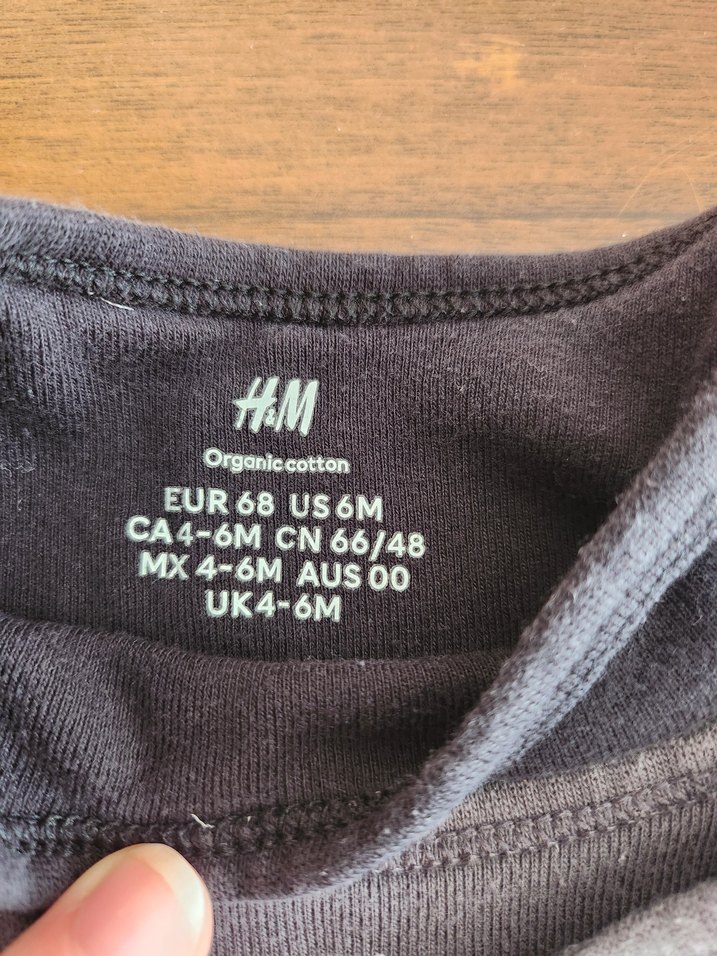 H&M
Organic cotton
EUR 68 US 6M
CA 4-6M CN 66/48
MX 4-6M AUS 00
UK 4-6M